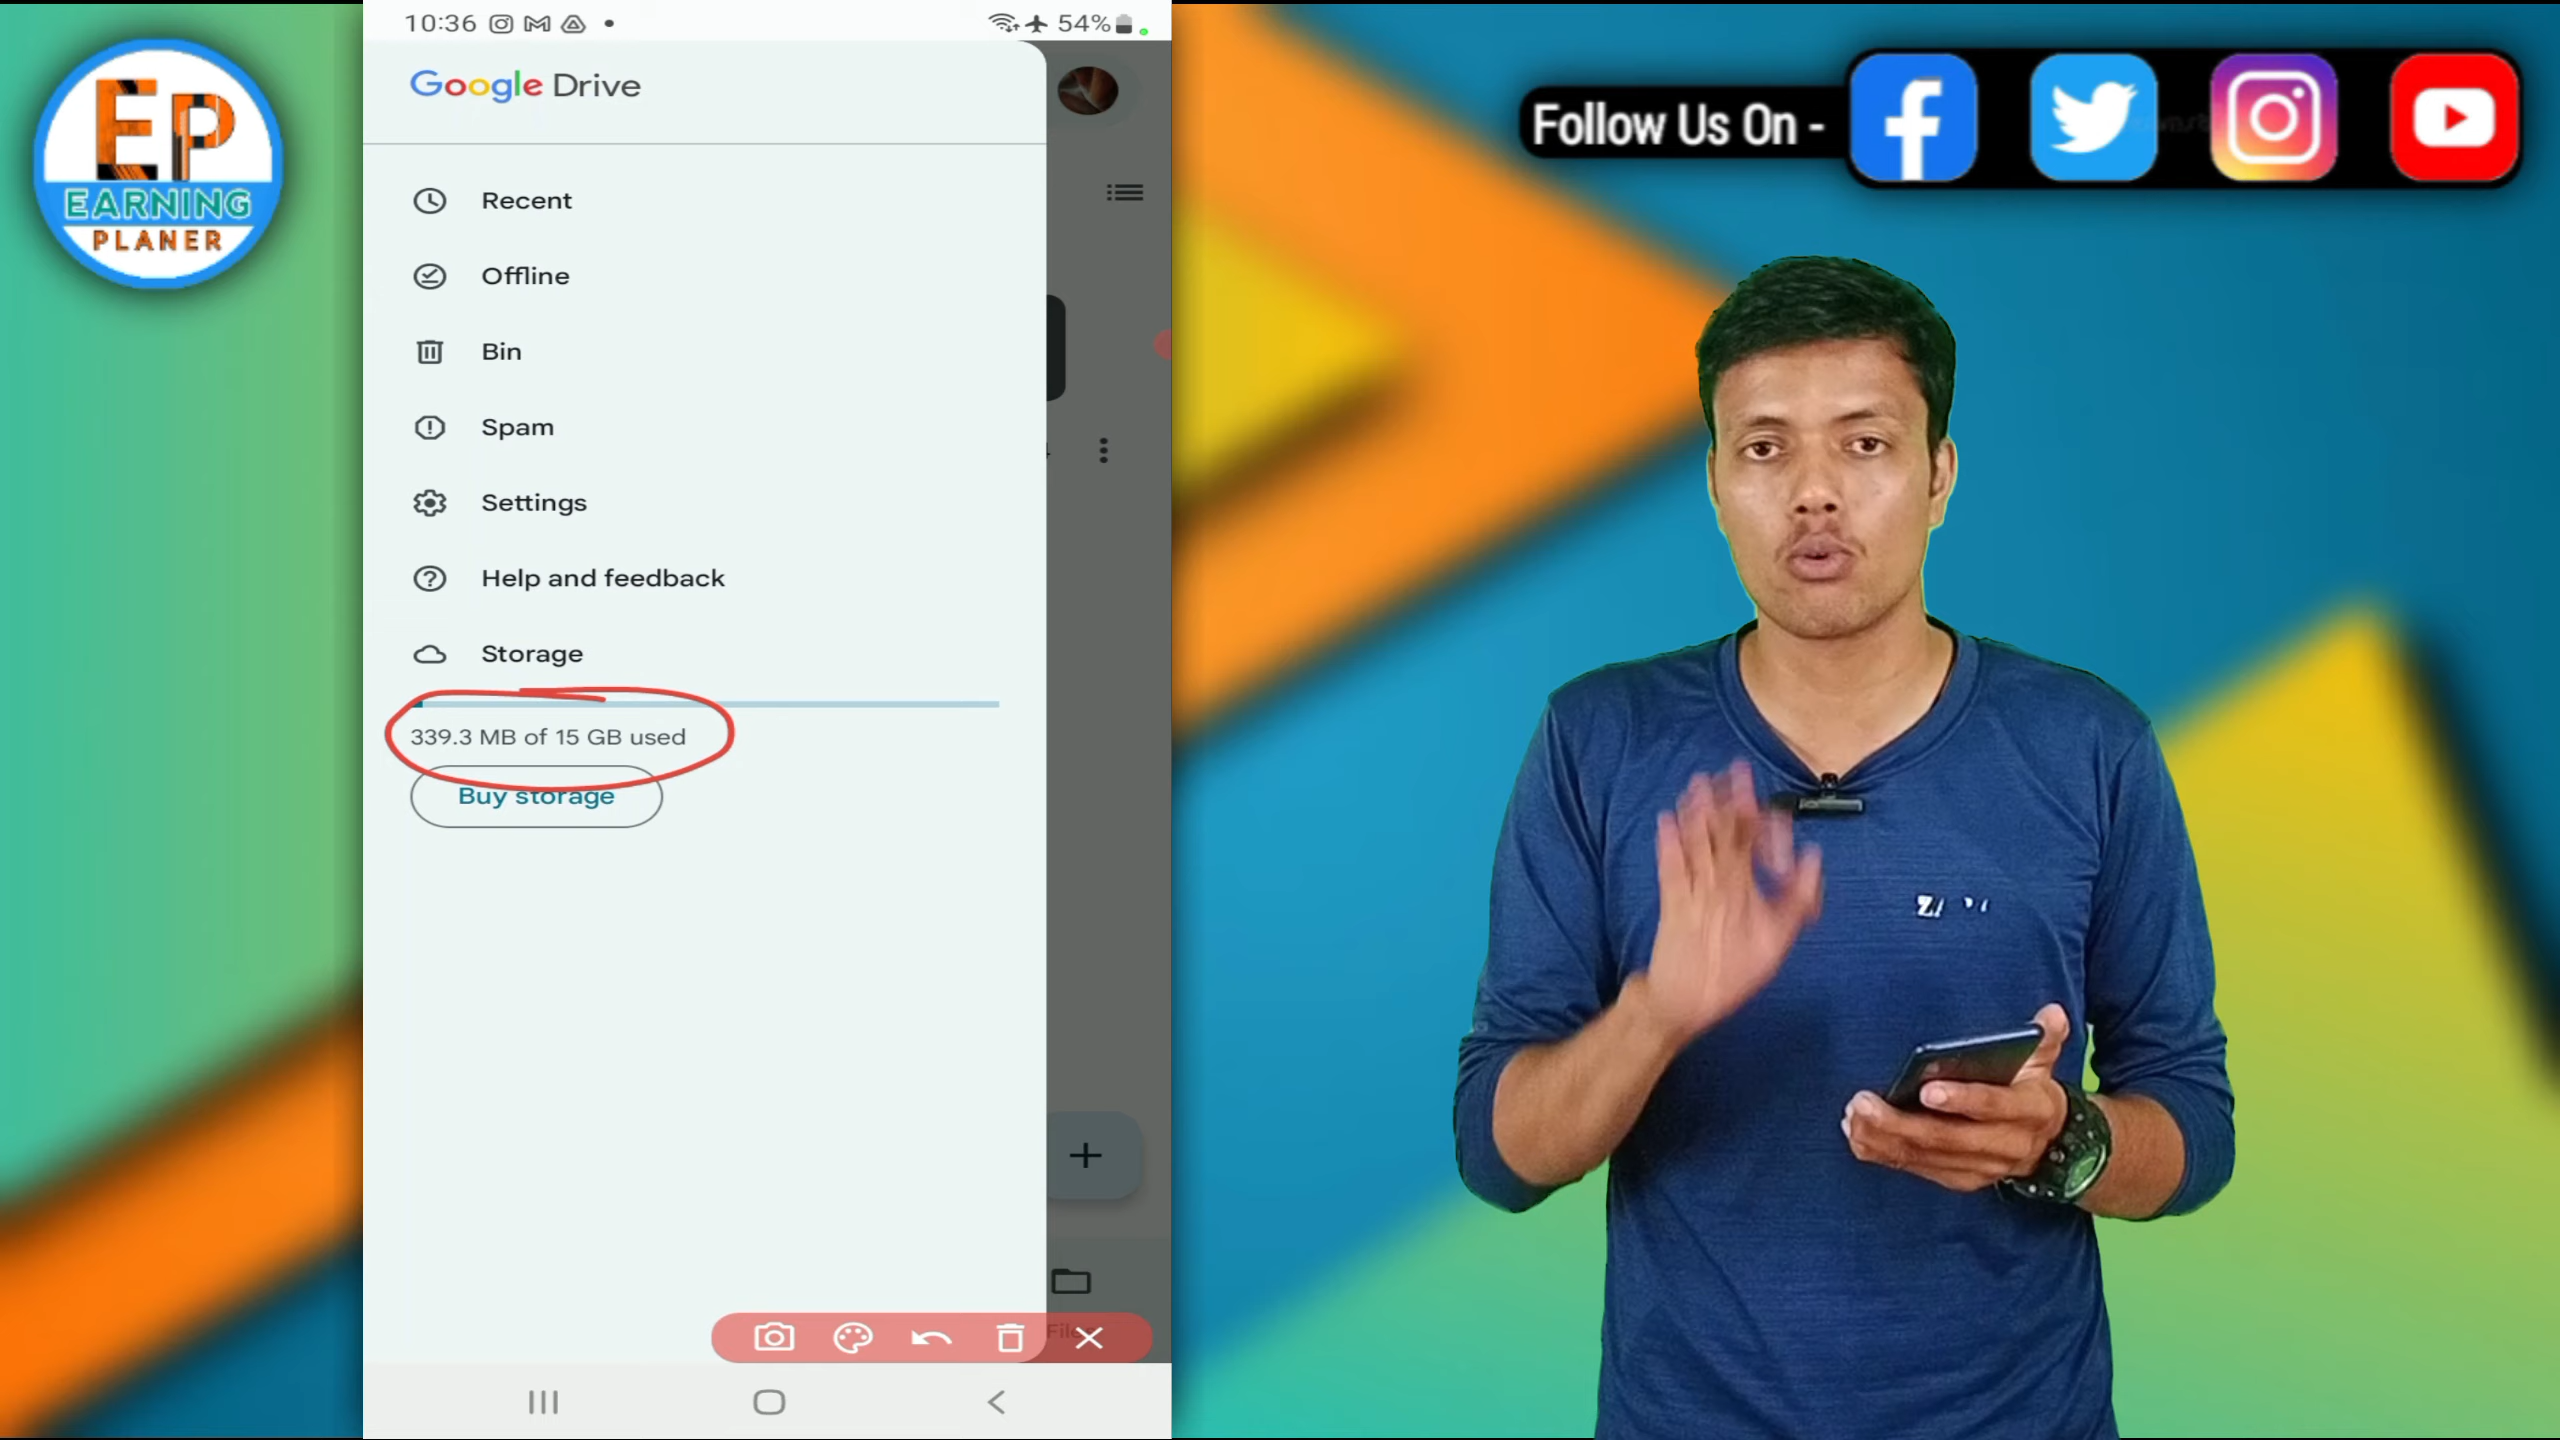 EP
EARNING
PLANER
10:36
54%
Google Drive
Recent
Offline
Bin
Spam
Settings
Help and feedback
Storage
339.3 MB of 15 GB used
Buy storage
Follow Us On -